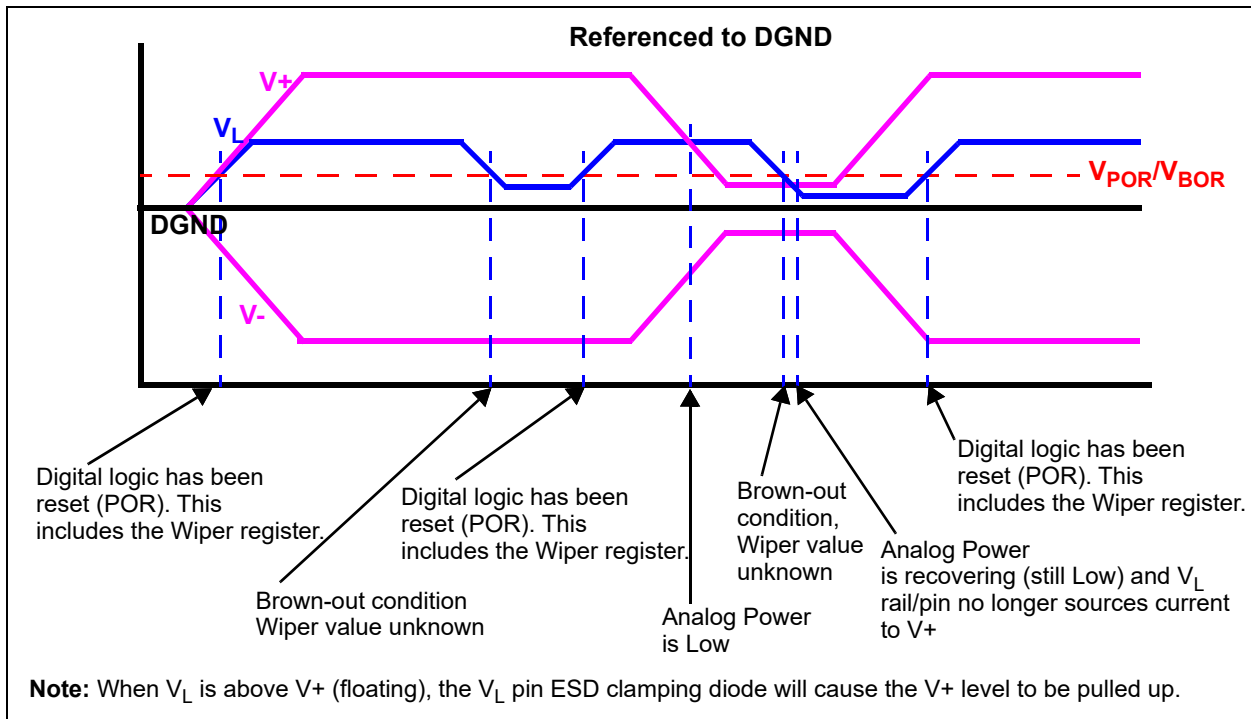 Referenced to DGND
V+
VL
VPOR/VBOR
DGND
V-
Digital logic has been
reset (POR). This
includes the Wiper register.
Brown-out condition
Wiper value unknown
Digital logic has been
reset (POR). This
includes the Wiper register.
Analog Power
is Low
Brown-out
condition,
Wiper value
unknown
Analog Power
is recovering (still Low) and VL
rail/pin no longer sources current
to V+
Digital logic has been
reset (POR). This
includes the Wiper register.
Note: When VL is above V+ (floating), the VL pin ESD clamping diode will cause the V+ level to be pulled up.